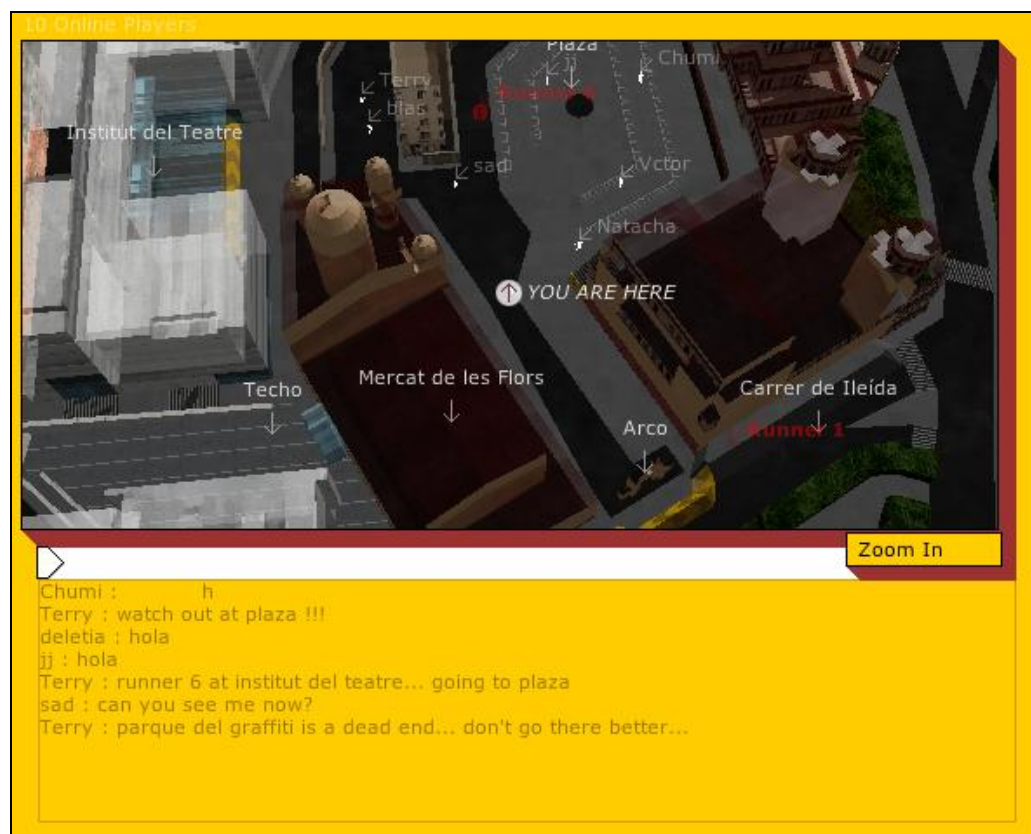 10 Online Players
Plaza
jj
Chumi
Terry
blas
Institut del Teatre
sad
Vctor
Natacha
YOU ARE HERE
Mercat de les Flors
Techo
Carrer de Ileída
Arco
Runner 1
Zoom In
Chumi : h
Terry : watch out at plaza !!!
deletia : hola
jj : hola
Terry : runner 6 at institut del teatre... going to plaza
sad : can you see me now?
Terry : parque del graffiti is a dead end... don't go there better...